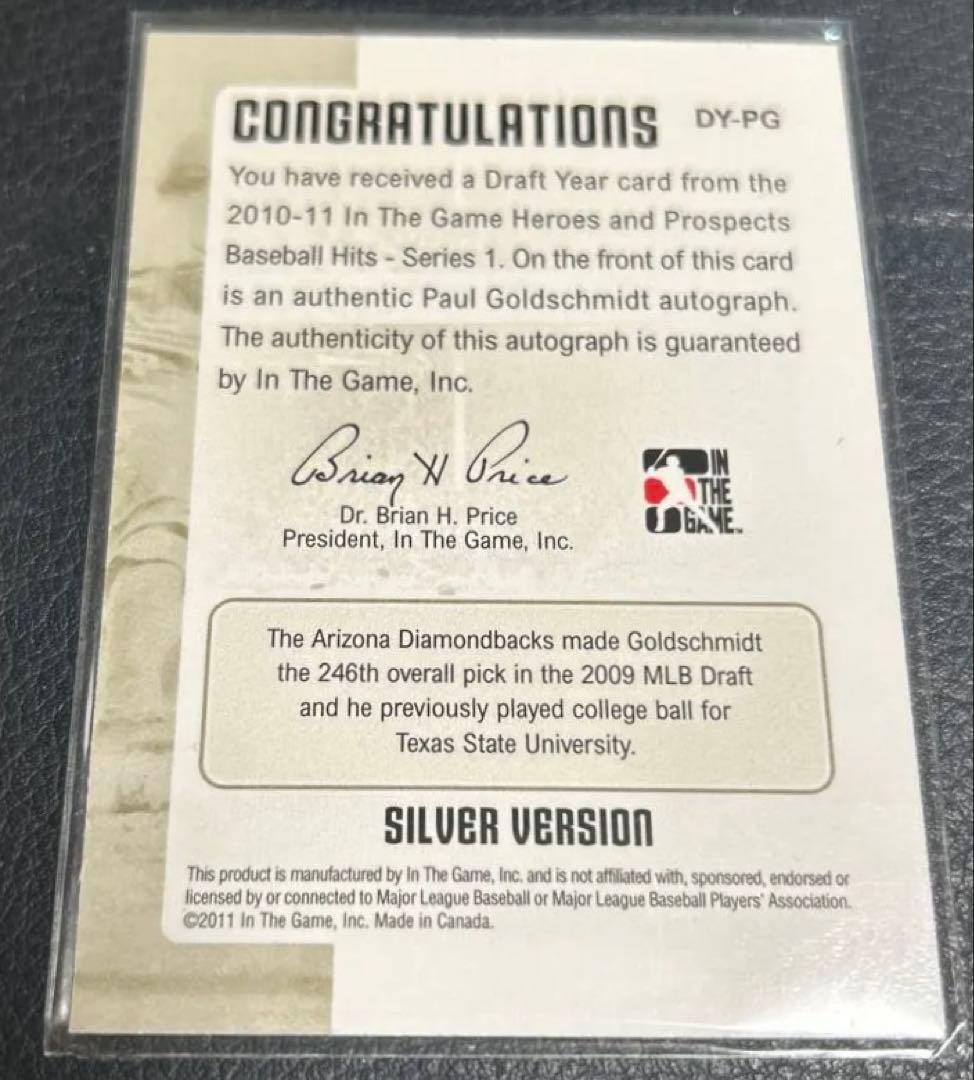 CONGRATULATIONS DY-PG
You have received a Draft Year card from the
2010-11 In The Game Heroes and Prospects
Baseball Hits - Series 1. On the front of this card
is an authentic Paul Goldschmidt autograph.
The authenticity of this autograph is guaranteed
by In The Game, Inc.
Brian H Price
Dr. Brian H. Price
President, In The Game, Inc.
IN
THE
GAME
The Arizona Diamondbacks made Goldschmidt
the 246th overall pick in the 2009 MLB Draft
and he previously played college ball for
Texas State University.
SILVER VERSION
This product is manufactured by In The Game, Inc. and is not affiliated with, sponsored, endorsed or
licensed by or connected to Major League Baseball or Major League Baseball Players' Association.
©2011 In The Game, Inc. Made in Canada.